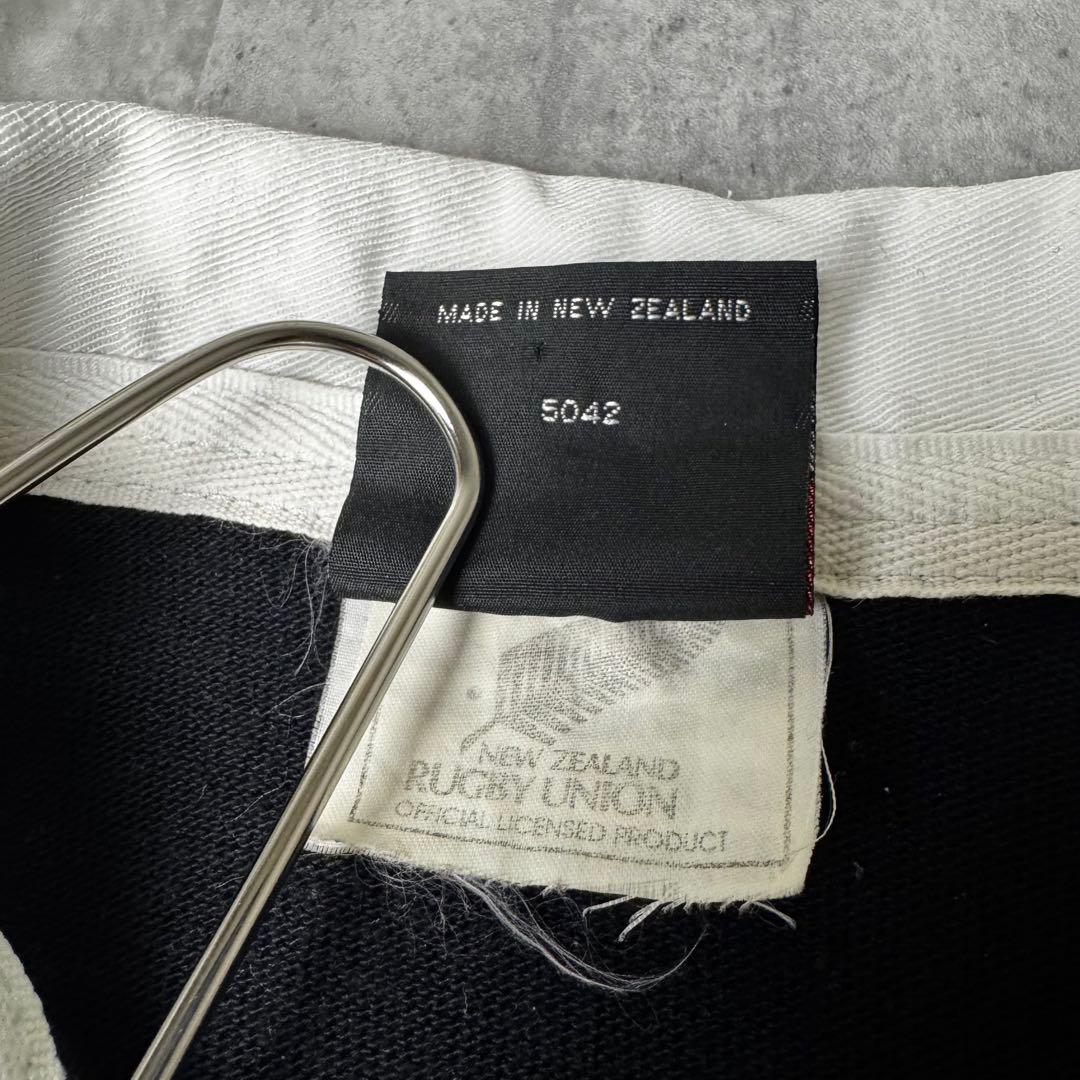 MADE IN NEW ZEALAND
5042
NEW ZEALAND
RUGBY UNION
OFFICIAL LICENSED PRODUCT